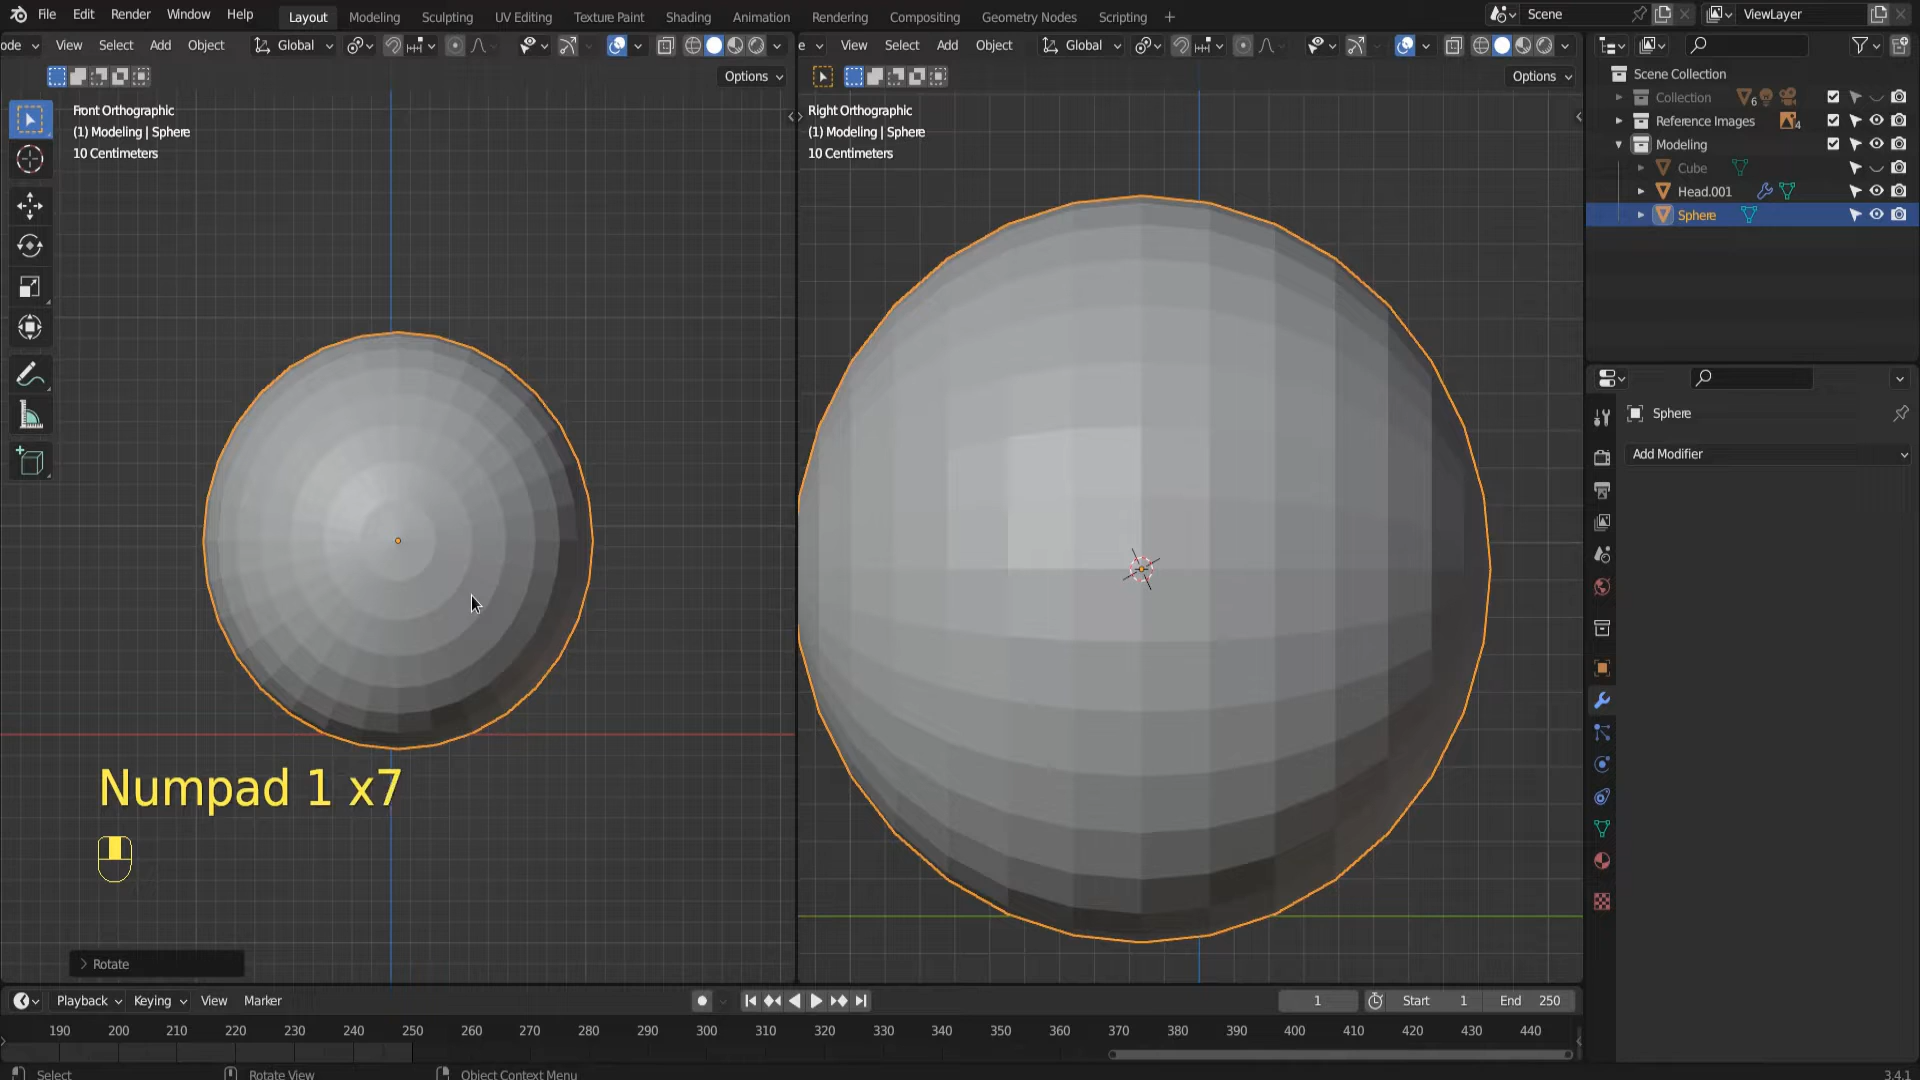 File Edit Render Window Help Layout Modeling Sculpting UV Editing Texture Paint Shading Animation Rendering Compositing Geometry Nodes Scripting + Scene ViewLayer
ode View Select Add Object Global e View Select Add Object Global
Options Options
Front Orthographic
(1) Modeling | Sphere
10 Centimeters
Right Orthographic
(1) Modeling | Sphere
10 Centimeters
Scene Collection
Collection 6
Reference Images 4
Modeling
Cube
Head.001
Sphere
Sphere
Add Modifier
Numpad 1 x7
Rotate
Playback Keying View Marker 1 Start 1 End 250
190 200 210 220 230 240 250 260 270 280 290 300 310 320 330 340 350 360 370 380 390 400 410 420 430 440
Select Rotate View Object Context Menu 3.4.1